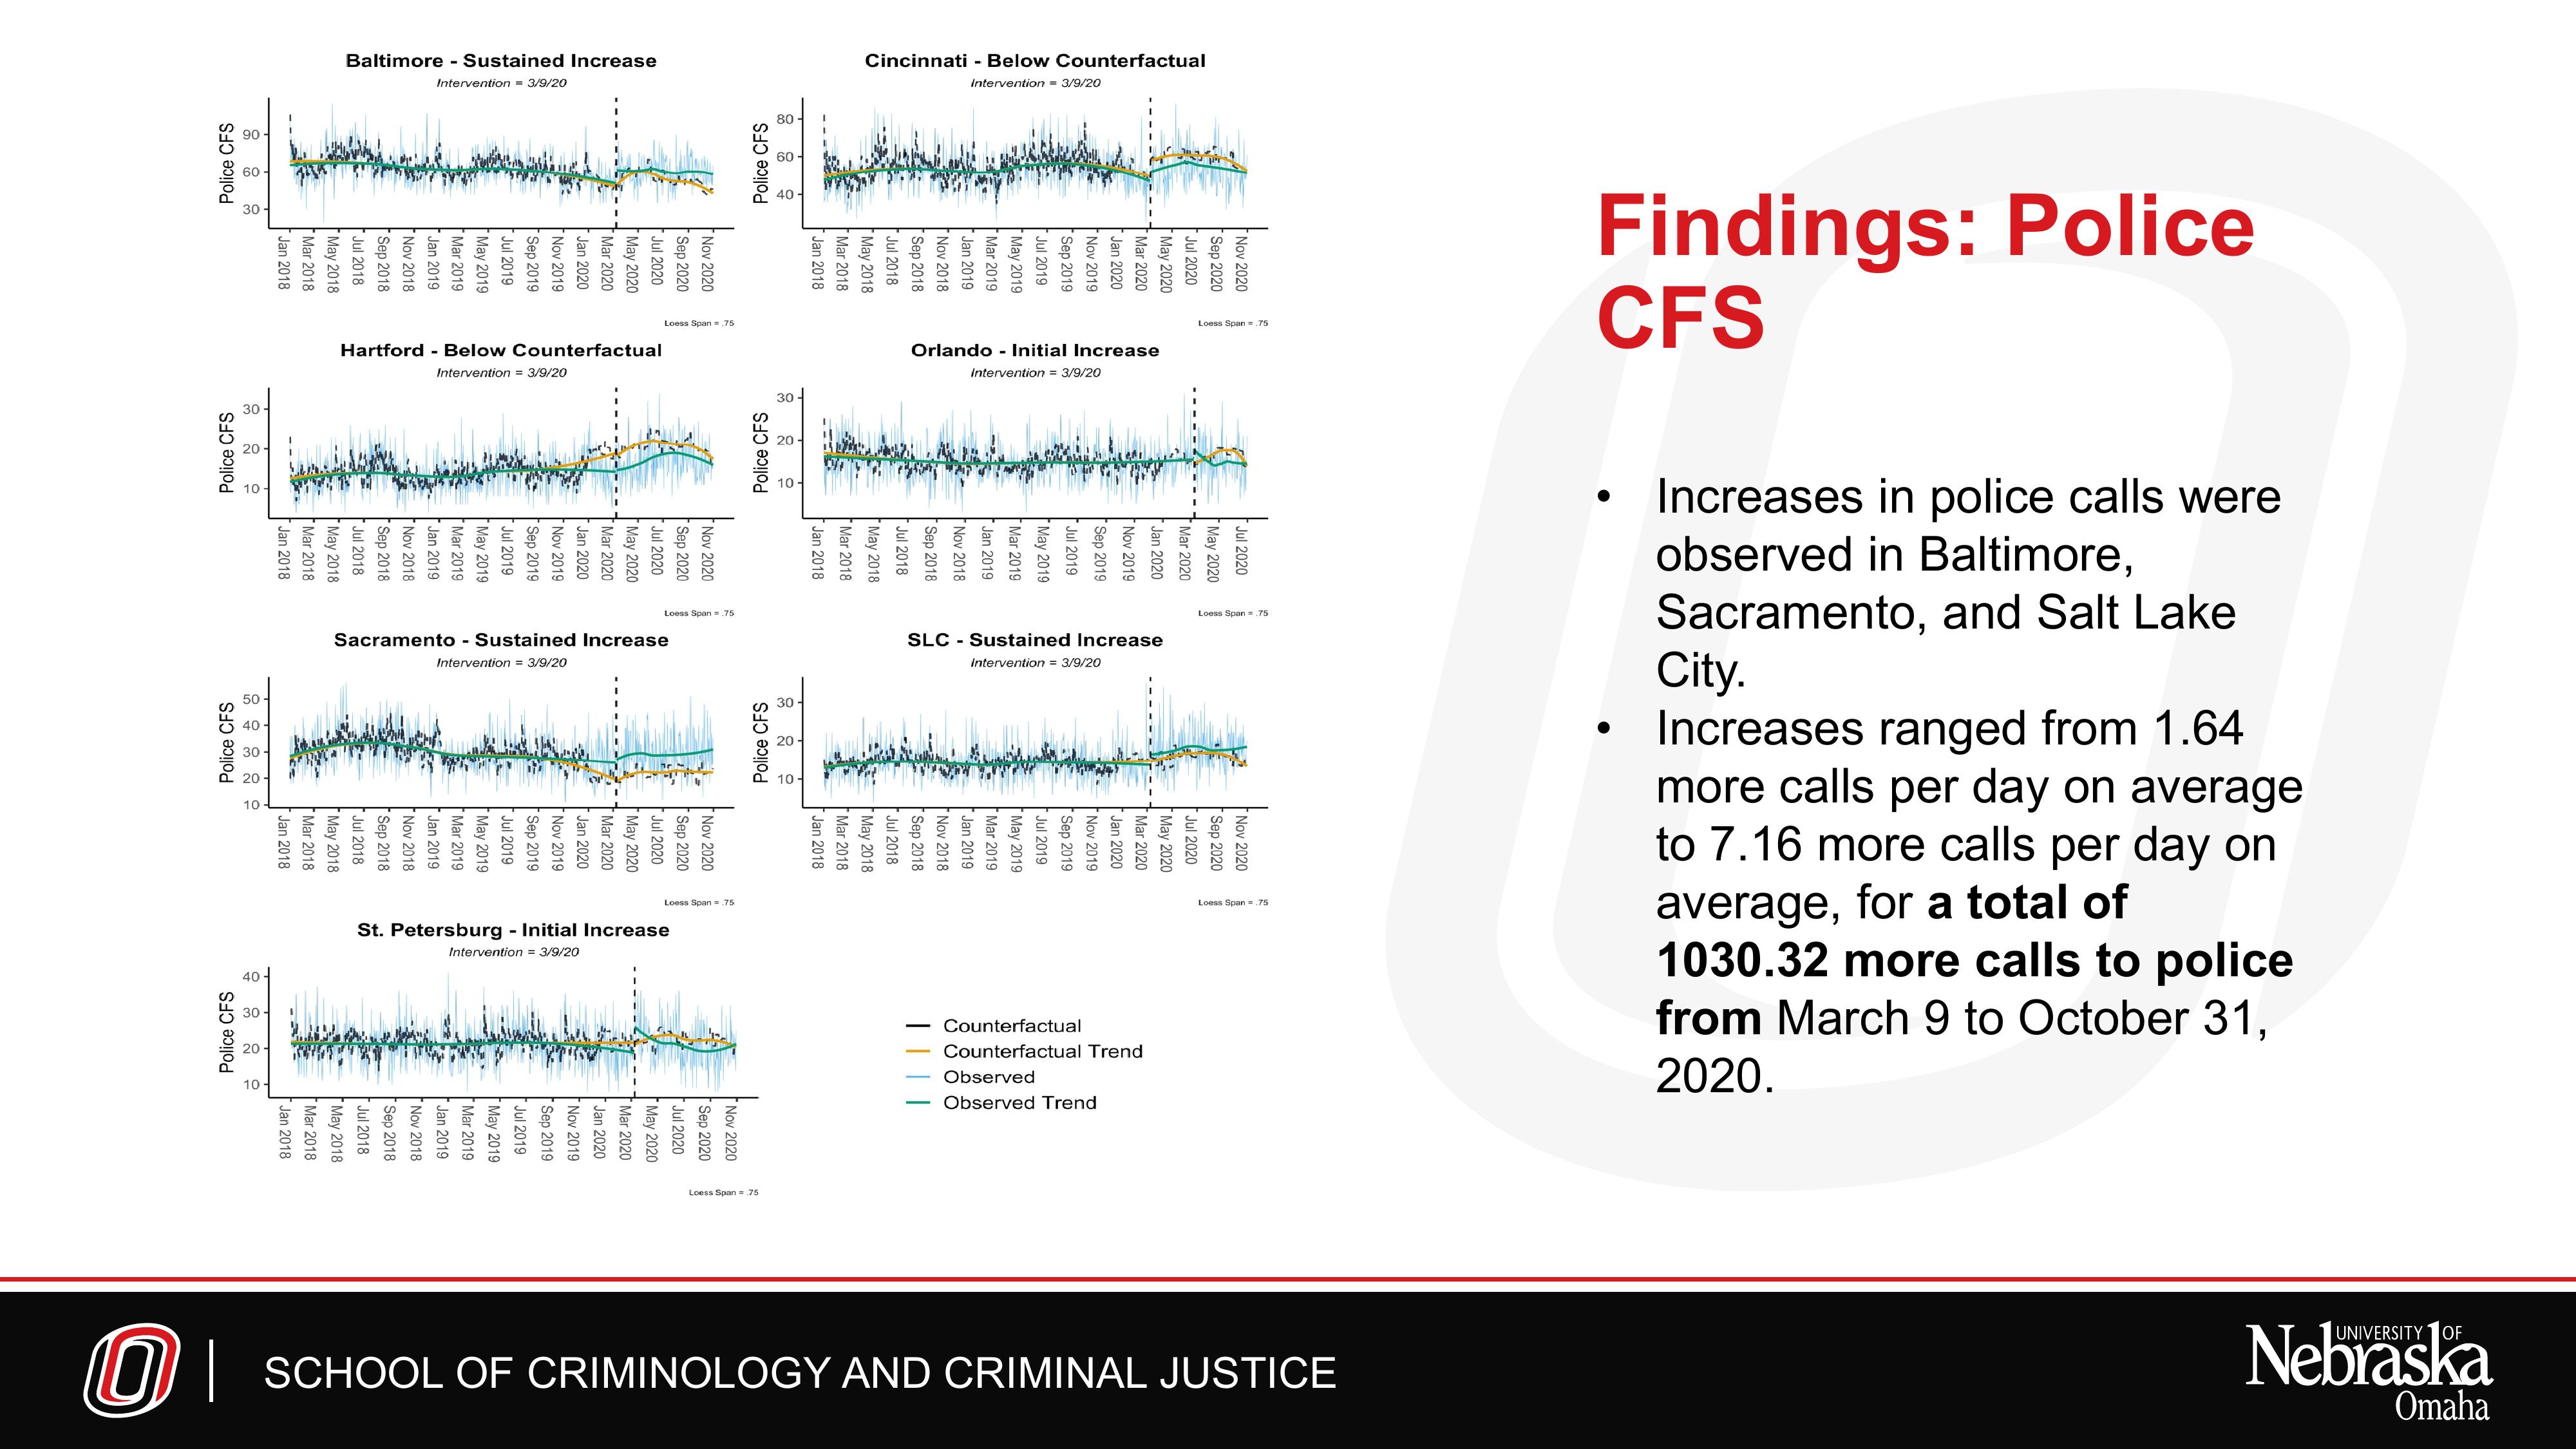 Baltimore - Sustained Increase
Intervention = 3/9/20
Police CFS
90
60
30
Jan 2018
Mar 2018
May 2018
Jul 2018
Sep 2018
Nov 2018
Jan 2019
Mar 2019
May 2019
Jul 2019
Sep 2019
Nov 2019
Jan 2020
Mar 2020
May 2020
Jul 2020
Sep 2020
Nov 2020
Loess Span = .75
Cincinnati - Below Counterfactual
Intervention = 3/9/20
Police CFS
80
60
40
Jan 2018
Mar 2018
May 2018
Jul 2018
Sep 2018
Nov 2018
Jan 2019
Mar 2019
May 2019
Jul 2019
Sep 2019
Nov 2019
Jan 2020
Mar 2020
May 2020
Jul 2020
Sep 2020
Nov 2020
Loess Span = .75
Hartford - Below Counterfactual
Intervention = 3/9/20
Police CFS
30
20
10
Jan 2018
Mar 2018
May 2018
Jul 2018
Sep 2018
Nov 2018
Jan 2019
Mar 2019
May 2019
Jul 2019
Sep 2019
Nov 2019
Jan 2020
Mar 2020
May 2020
Jul 2020
Sep 2020
Nov 2020
Loess Span = .75
Orlando - Initial Increase
Intervention = 3/9/20
Police CFS
30
20
10
Jan 2018
Mar 2018
May 2018
Jul 2018
Sep 2018
Nov 2018
Jan 2019
Mar 2019
May 2019
Jul 2019
Sep 2019
Nov 2019
Jan 2020
Mar 2020
May 2020
Jul 2020
Loess Span = .75
Sacramento - Sustained Increase
Intervention = 3/9/20
Police CFS
50
40
30
20
10
Jan 2018
Mar 2018
May 2018
Jul 2018
Sep 2018
Nov 2018
Jan 2019
Mar 2019
May 2019
Jul 2019
Sep 2019
Nov 2019
Jan 2020
Mar 2020
May 2020
Jul 2020
Sep 2020
Nov 2020
Loess Span = .75
SLC - Sustained Increase
Intervention = 3/9/20
Police CFS
30
20
10
Jan 2018
Mar 2018
May 2018
Jul 2018
Sep 2018
Nov 2018
Jan 2019
Mar 2019
May 2019
Jul 2019
Sep 2019
Nov 2019
Jan 2020
Mar 2020
May 2020
Jul 2020
Sep 2020
Nov 2020
Loess Span = .75
St. Petersburg - Initial Increase
Intervention = 3/9/20
Police CFS
40
30
20
10
Jan 2018
Mar 2018
May 2018
Jul 2018
Sep 2018
Nov 2018
Jan 2019
Mar 2019
May 2019
Jul 2019
Sep 2019
Nov 2019
Jan 2020
Mar 2020
May 2020
Jul 2020
Sep 2020
Nov 2020
Loess Span = .75
Counterfactual
Counterfactual Trend
Observed
Observed Trend
Findings: Police
CFS
• Increases in police calls were
observed in Baltimore,
Sacramento, and Salt Lake
City.
• Increases ranged from 1.64
more calls per day on average
to 7.16 more calls per day on
average, for a total of
1030.32 more calls to police
from March 9 to October 31,
2020.
SCHOOL OF CRIMINOLOGY AND CRIMINAL JUSTICE
UNIVERSITY OF
Nebraska
Omaha